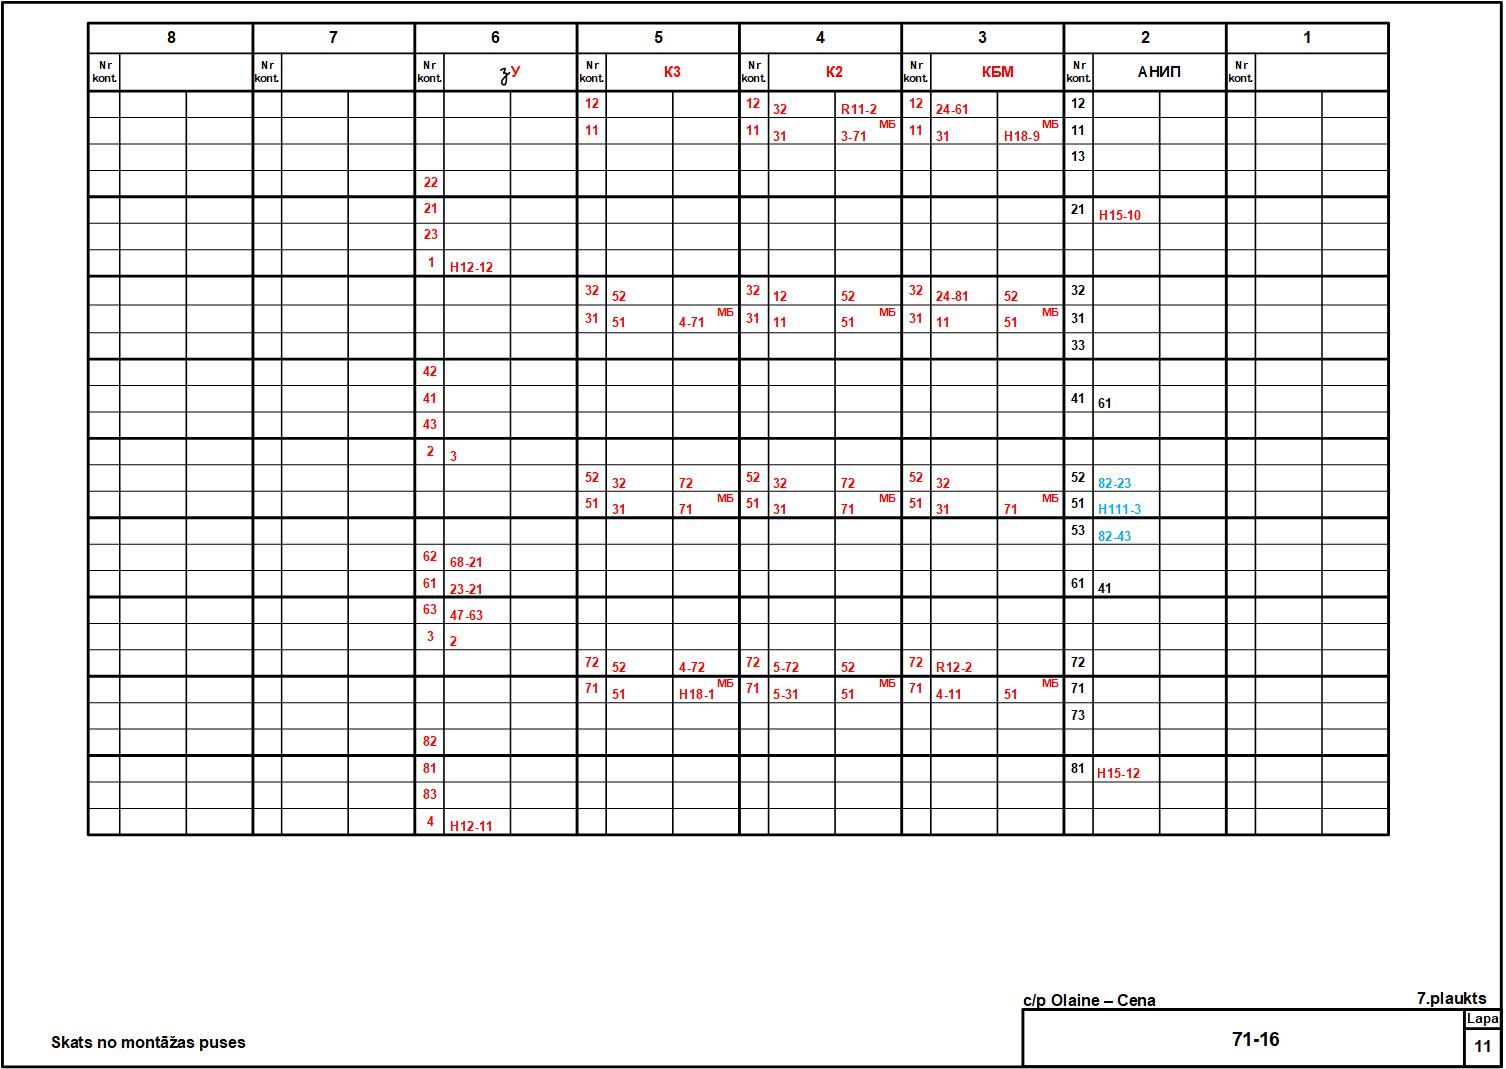 8 7 6 5 4 3 2 1
Nr kont. Nr kont. Nr kont. зУ Nr kont. К3 Nr kont. К2 Nr kont. КБМ Nr kont. АНИП Nr kont.
12 12 32 R11-2 12 24-61 12
11 11 31 3-71 МБ 11 31 H18-9 МБ 11
13
22
21 21 H15-10
23
1 H12-12
32 52 32 12 52 32 24-81 52 32
31 51 4-71 МБ 31 11 51 МБ 31 11 51 МБ 31
33
42
41 41 61
43
2 3
52 32 72 52 32 72 52 32 52 82-23
51 31 71 МБ 51 31 71 МБ 51 31 71 МБ 51 H111-3
53 82-43
62 68-21
61 23-21 61 41
63 47-63
3 2
72 52 4-72 72 5-72 52 72 R12-2 72
71 51 H18-1 МБ 71 5-31 51 МБ 71 4-11 51 МБ 71
73
82
81 81 H15-12
83
4 H12-11
c/p Olaine – Cena 7.plaukts
Lapa
Skats no montāžas puses 71-16 11